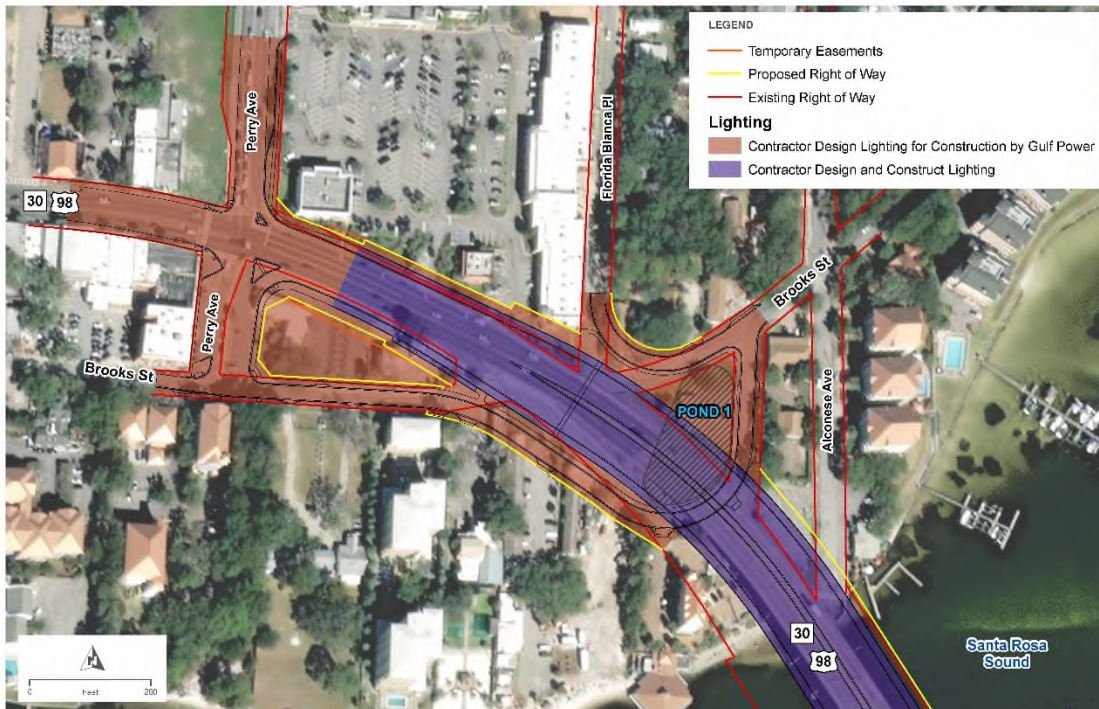 LEGEND
Temporary Easements
Proposed Right of Way
Existing Right of Way
Lighting
Contractor Design Lighting for Construction by Gulf Power
Contractor Design and Construct Lighting
Perry Ave
Florida Blanca Pl
30 98
Brooks St
Perry Ave
Brooks St
POND 1
Alconese Ave
30
98
Santa Rosa
Sound
N
0 Feet 200